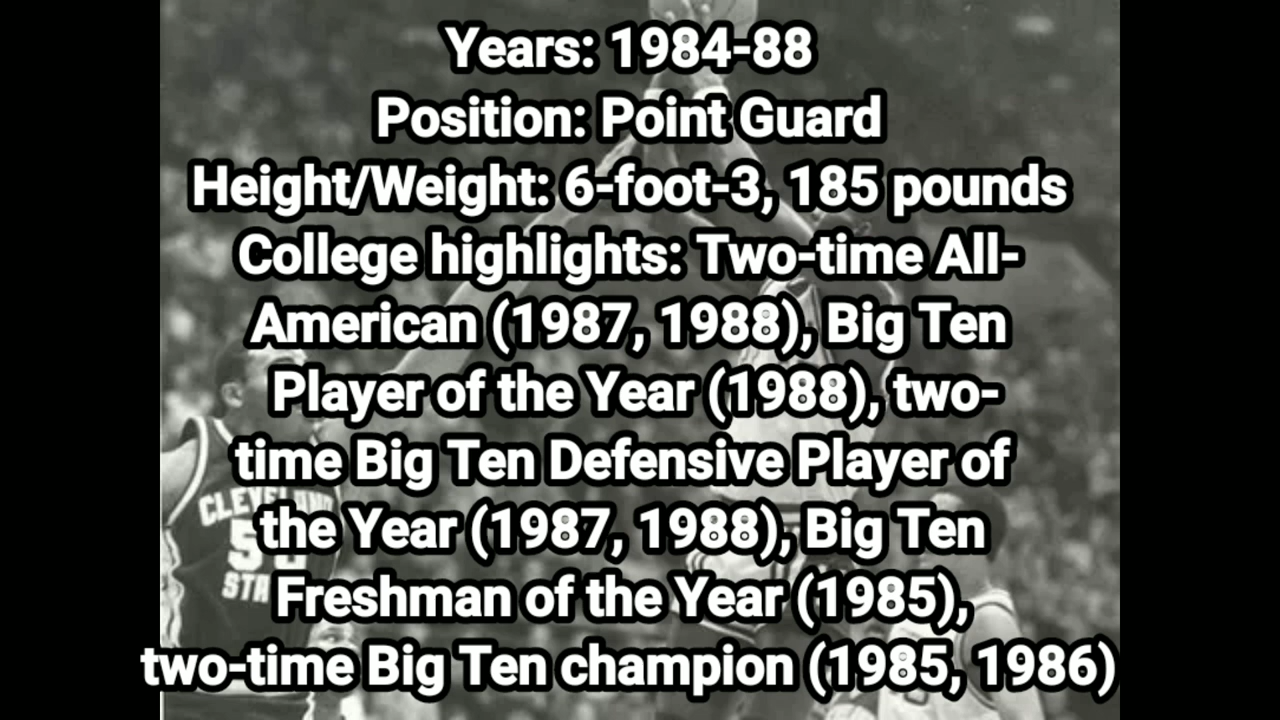 Years: 1984-88
Position: Point Guard
Height/Weight: 6-foot-3, 185 pounds
College highlights: Two-time All-
American (1987, 1988), Big Ten
Player of the Year (1988), two-
time Big Ten Defensive Player of
the Year (1987, 1988), Big Ten
Freshman of the Year (1985),
two-time Big Ten champion (1985, 1986)
CLEVELAND